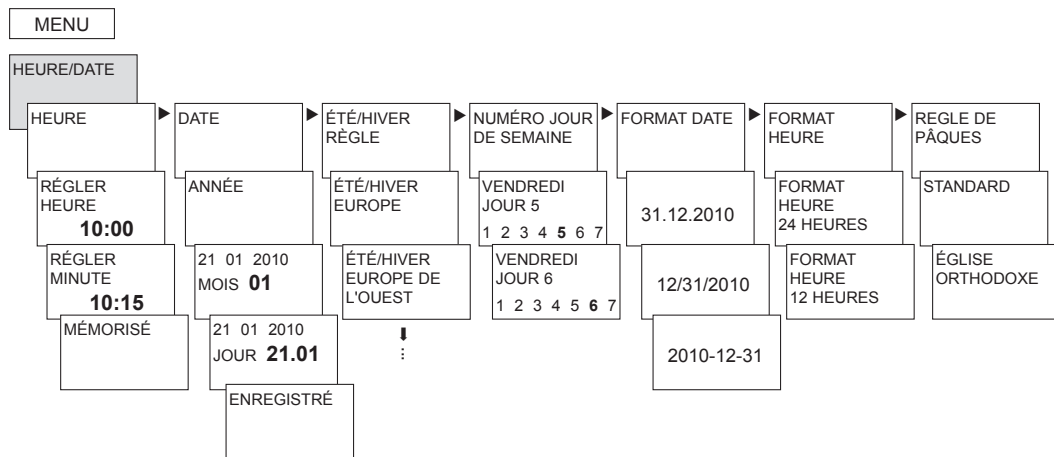 MENU
HEURE/DATE
HEURE
RÉGLER
HEURE
10:00
RÉGLER
MINUTE
10:15
MÉMORISÉ
DATE
ANNÉE
21 01 2010
MOIS 01
21 01 2010
JOUR 21.01
ENREGISTRÉ
ÉTÉ/HIVER
RÈGLE
ÉTÉ/HIVER
EUROPE
ÉTÉ/HIVER
EUROPE DE
L'OUEST
NUMÉRO JOUR
DE SEMAINE
VENDREDI
JOUR 5
1 2 3 4 5 6 7
VENDREDI
JOUR 6
1 2 3 4 5 6 7
FORMAT DATE
31.12.2010
12/31/2010
2010-12-31
FORMAT
HEURE
FORMAT
HEURE
24 HEURES
FORMAT
HEURE
12 HEURES
REGLE DE
PÂQUES
STANDARD
ÉGLISE
ORTHODOXE